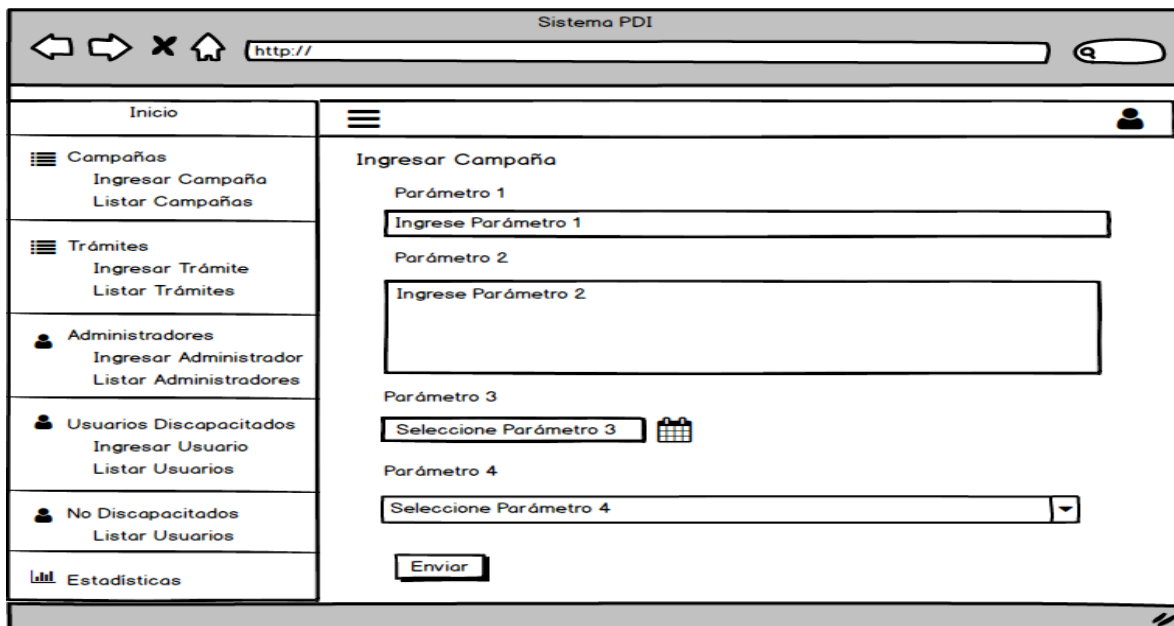 Sistema PDI
http://
Inicio
Campañas
Ingresar Campaña
Listar Campañas
Trámites
Ingresar Trámite
Listar Trámites
Administradores
Ingresar Administrador
Listar Administradores
Usuarios Discapacitados
Ingresar Usuario
Listar Usuarios
No Discapacitados
Listar Usuarios
Estadísticas
Ingresar Campaña
Parámetro 1
Ingrese Parámetro 1
Parámetro 2
Ingrese Parámetro 2
Parámetro 3
Seleccione Parámetro 3
Parámetro 4
Seleccione Parámetro 4
Enviar